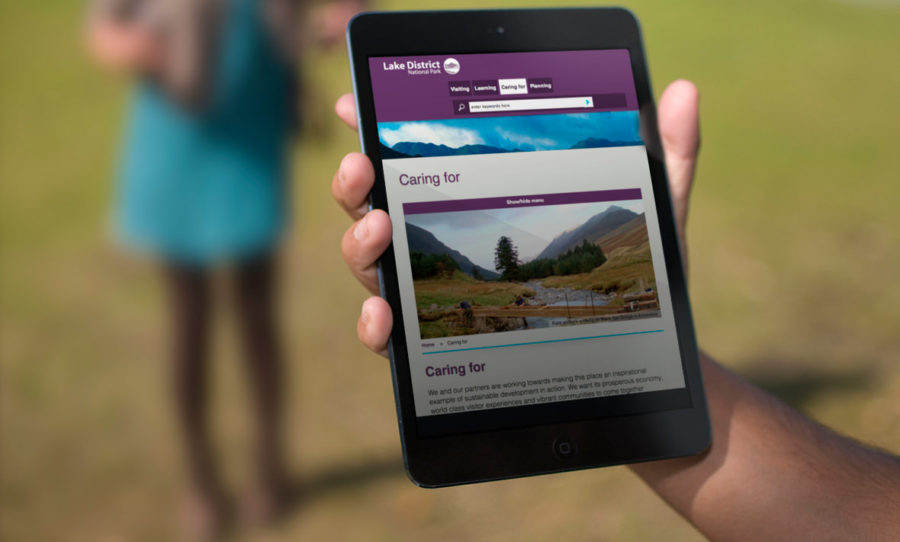 Lake District
National Park
Visiting Learning Caring for Planning
enter keywords here
Caring for
Show/hide menu
Home » Caring for
Caring for
We and our partners are working towards making this place an inspirational
example of sustainable development in action. We want its prosperous economy,
world class visitor experiences and vibrant communities to come together